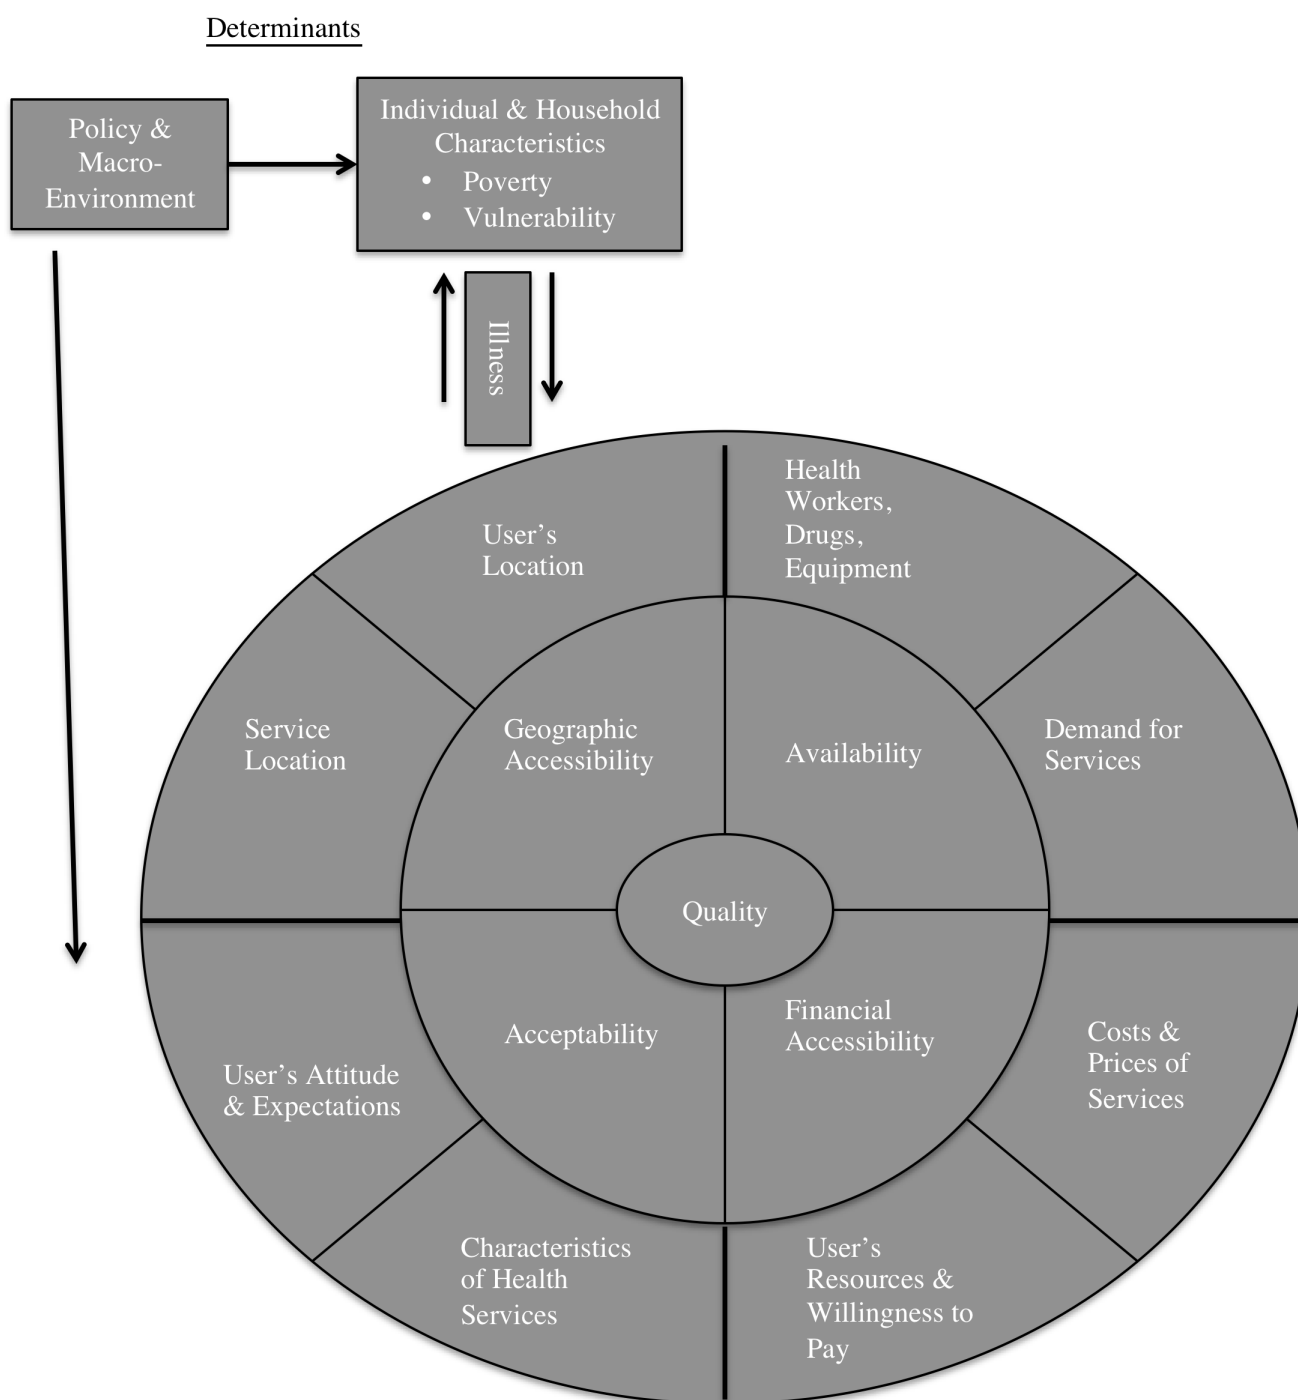 Determinants
Policy &
Macro-
Environment
Individual & Household
Characteristics
• Poverty
• Vulnerability
Illness
User’s
Location
Health
Workers,
Drugs,
Equipment
Service
Location
Geographic
Accessibility
Availability
Demand for
Services
Quality
Acceptability
Financial
Accessibility
Costs &
Prices of
Services
User’s Attitude
& Expectations
Characteristics
of Health
Services
User’s
Resources &
Willingness to
Pay